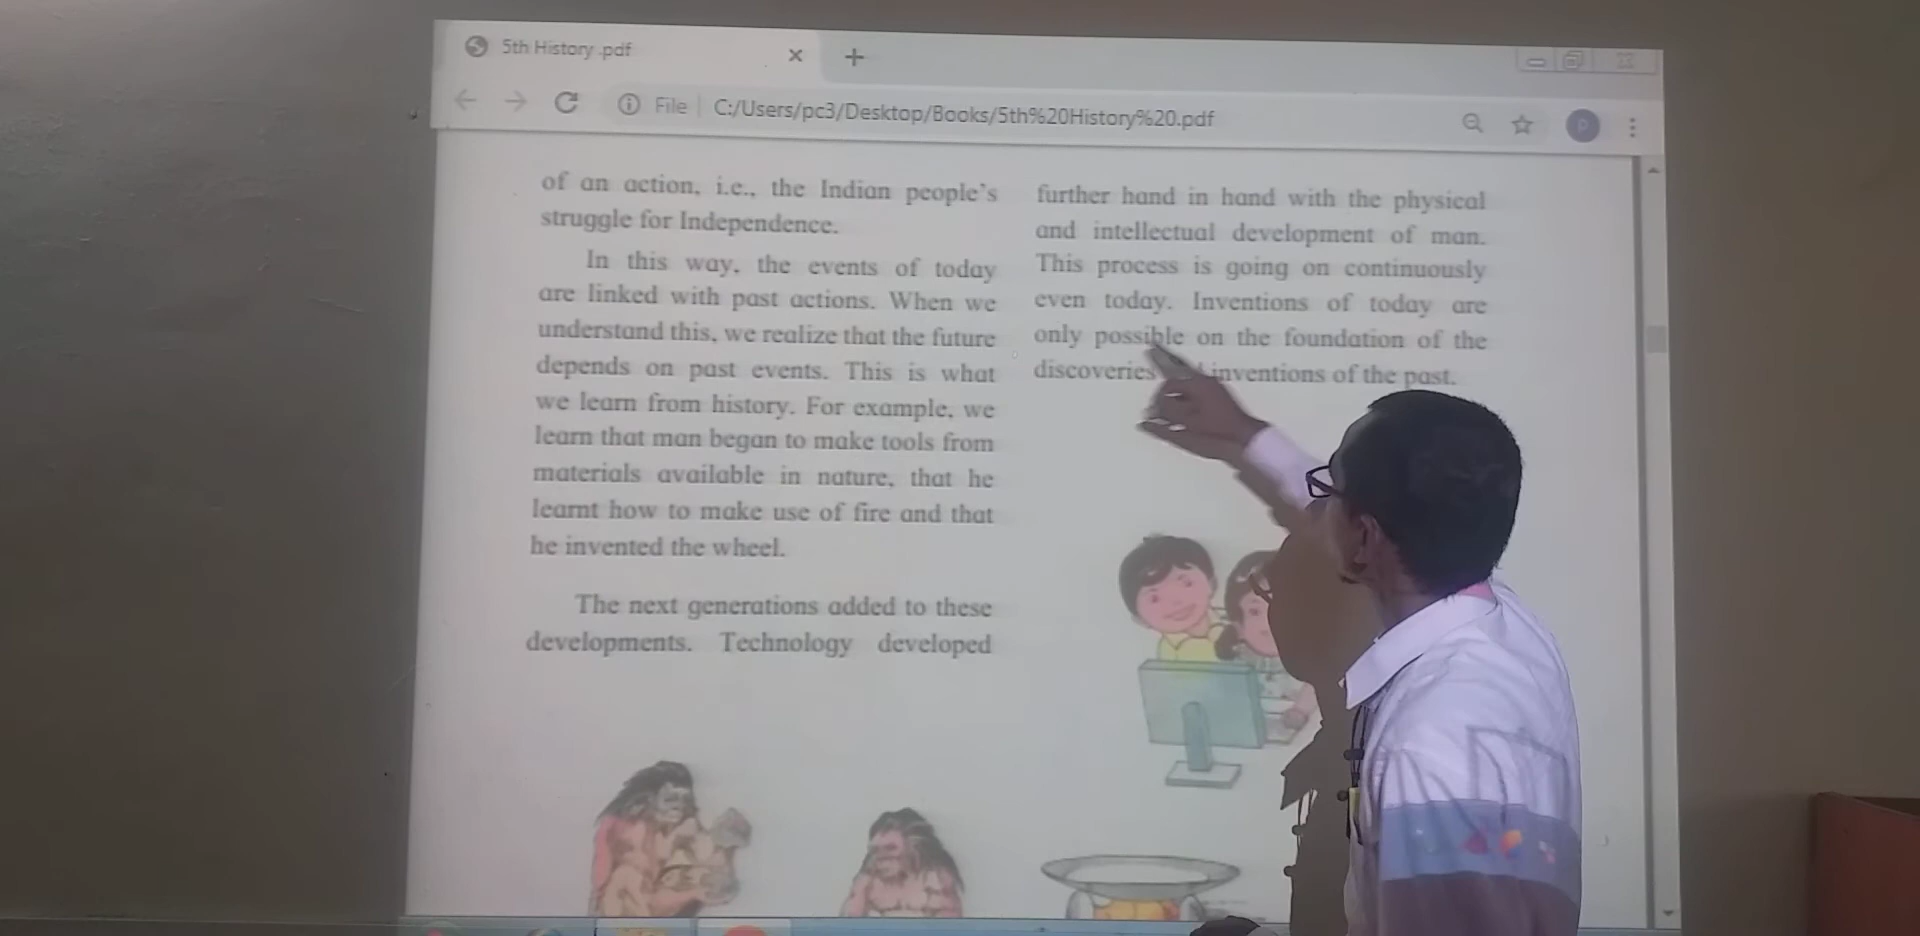 5th History .pdf
File
C:/Users/pc3/Desktop/Books/5th%20History%20.pdf
of an action, i.e., the Indian people's
struggle for Independence.
In this way, the events of today
are linked with past actions. When we
understand this, we realize that the future
depends on past events. This is what
we learn from history. For example, we
learn that man began to make tools from
materials available in nature, that he
learnt how to make use of fire and that
he invented the wheel.
The next generations added to these
developments. Technology developed
further hand in hand with the physical
and intellectual development of man.
This process is going on continuously
even today. Inventions of today are
only possible on the foundation of the
discoveries inventions of the past.